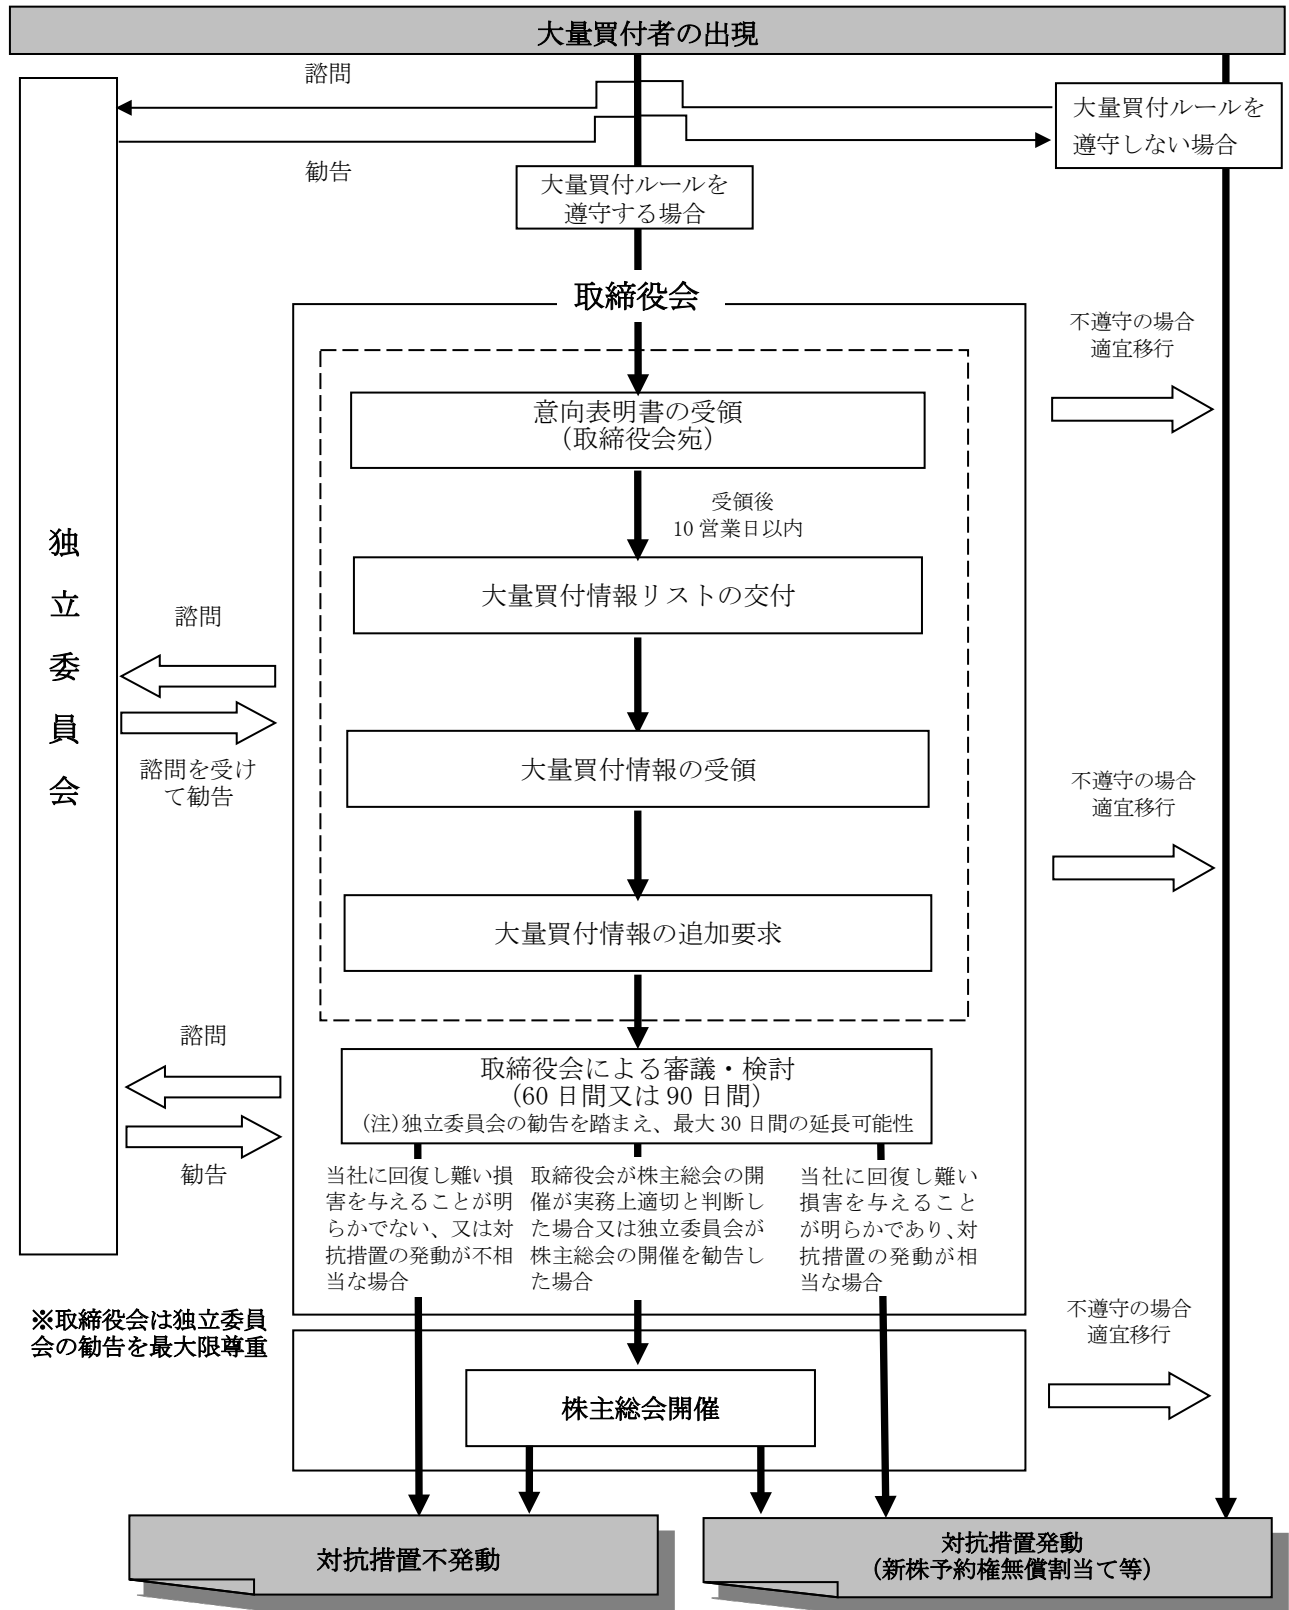 大量買付者の出現
諮問
大量買付ルールを
遵守しない場合
勧告
大量買付ルールを
遵守する場合
取締役会
不遵守の場合
適宜移行
意向表明書の受領
（取締役会宛）
受領後
10 営業日以内
独立委員会
大量買付情報リストの交付
諮問
諮問を受け
て勧告
大量買付情報の受領
不遵守の場合
適宜移行
大量買付情報の追加要求
諮問
取締役会による審議・検討
（60 日間又は 90 日間）
(注)独立委員会の勧告を踏まえ、最大 30 日間の延長可能性
勧告
当社に回復し難い損
害を与えることが明
らかでない、又は対
抗措置の発動が不相
当な場合
取締役会が株主総会の開
催が実務上適切と判断し
た場合又は独立委員会が
株主総会の開催を勧告し
た場合
当社に回復し難い
損害を与えること
が明らかであり、対
抗措置の発動が相
当な場合
※取締役会は独立委員
会の勧告を最大限尊重
不遵守の場合
適宜移行
株主総会開催
対抗措置不発動
対抗措置発動
（新株予約権無償割当て等）